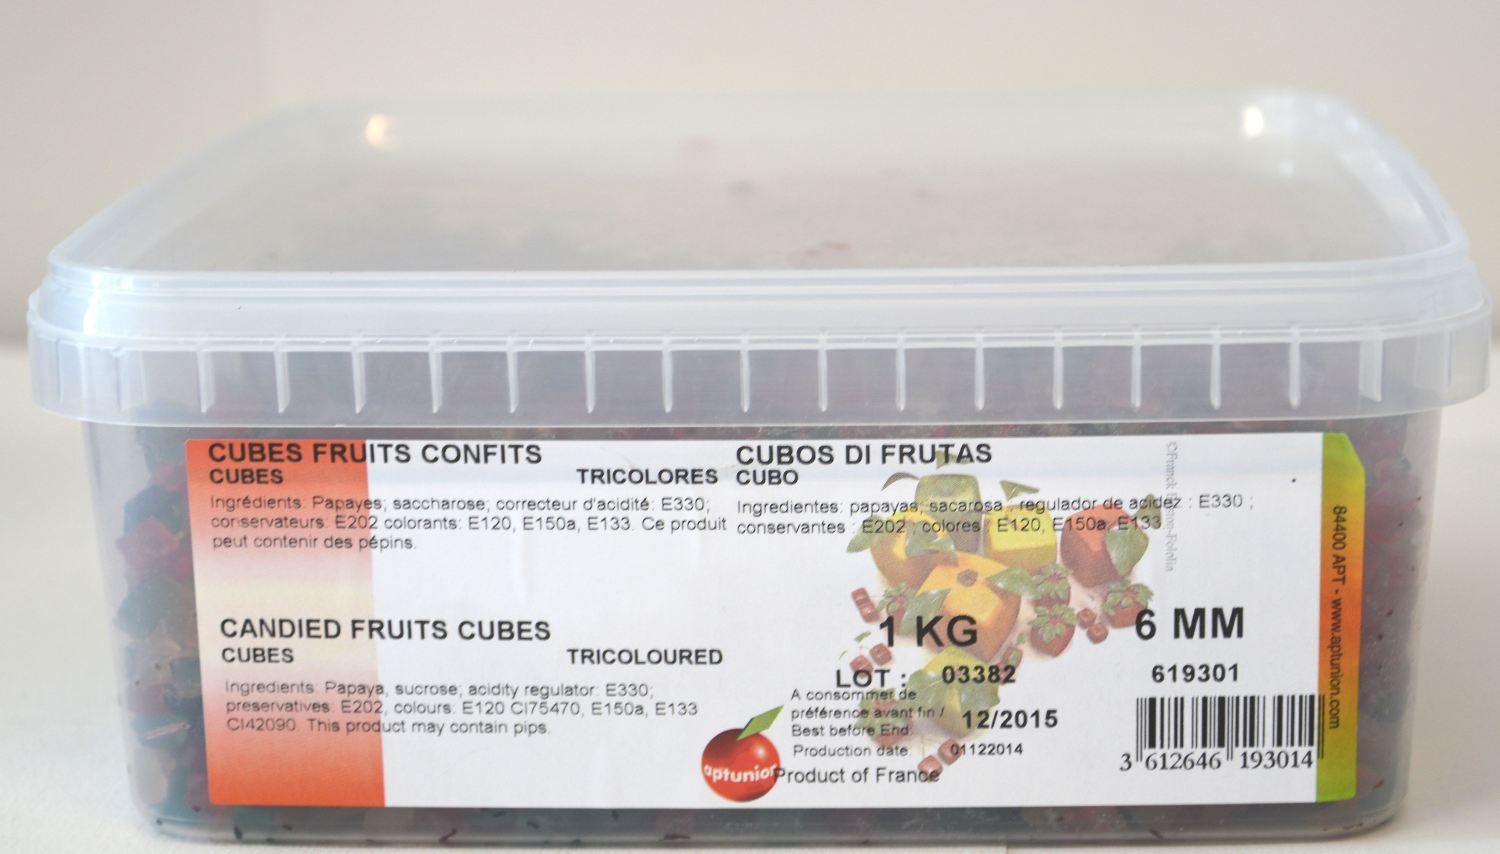 CUBES FRUITS CONFITS
CUBES TRICOLORES
Ingrédients: Papayes; saccharose; correcteur d'acidité: E330;
conservateurs: E202 colorants: E120, E150a, E133. Ce produit
peut contenir des pépins.
CUBOS DI FRUTAS
CUBO
Ingredientes: papayas, sacarosa ; regulador de acidez : E330 ;
conservantes : E202 ; colores : E120, E150a, E133.
CANDIED FRUITS CUBES
CUBES TRICOLOURED
Ingredients: Papaya, sucrose; acidity regulator: E330;
preservatives: E202, colours: E120 CI75470, E150a, E133
CI42090. This product may contain pips.
1 KG
6 MM
LOT : 03382
619301
A consommer de
préférence avant fin /
Best before End:
12/2015
Production date: 01122014
aptunion
Product of France
3 612646 193014
84400 APT - www.aptunion.com
©Franck